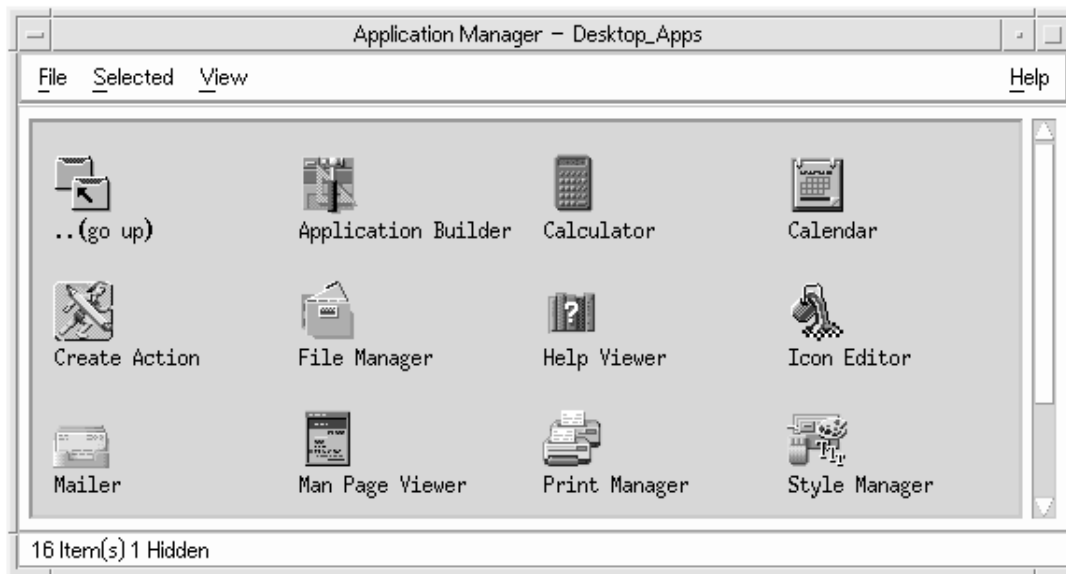 Application Manager – Desktop_Apps
File Selected View Help
..(go up) Application Builder Calculator Calendar
Create Action File Manager Help Viewer Icon Editor
Mailer Man Page Viewer Print Manager Style Manager
16 Item(s) 1 Hidden